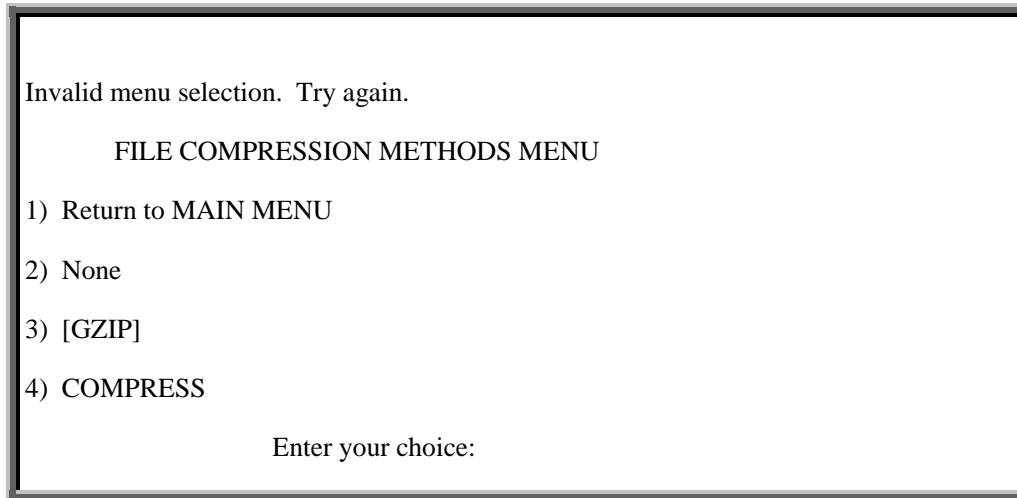 Invalid menu selection.  Try again.
FILE COMPRESSION METHODS MENU
1)  Return to MAIN MENU
2)  None
3)  [GZIP]
4)  COMPRESS
Enter your choice: